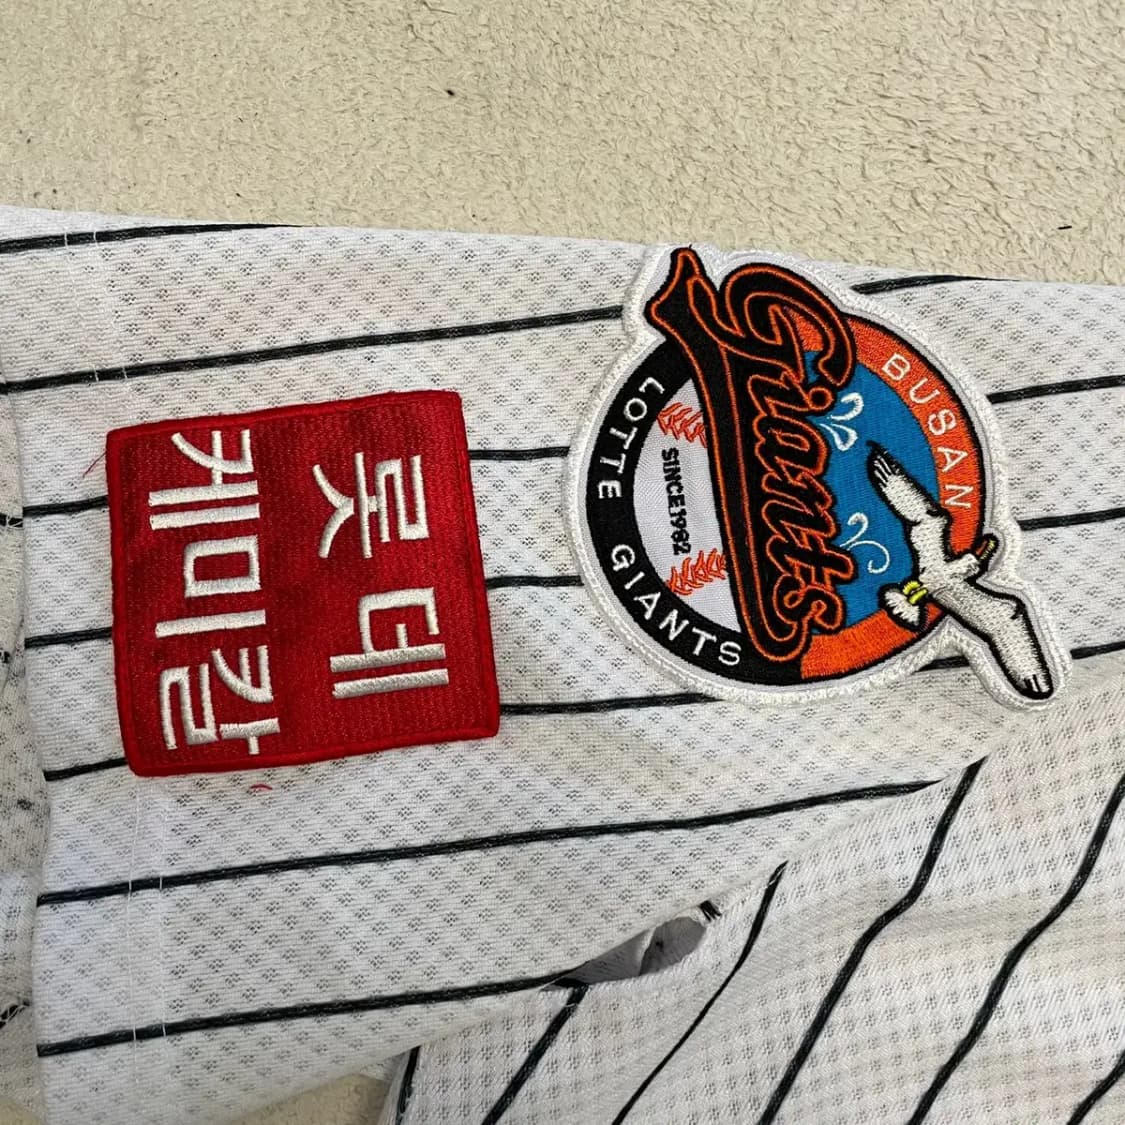 롯데
케미칼
BUSAN
Giants
SINCE1982
LOTTE GIANTS